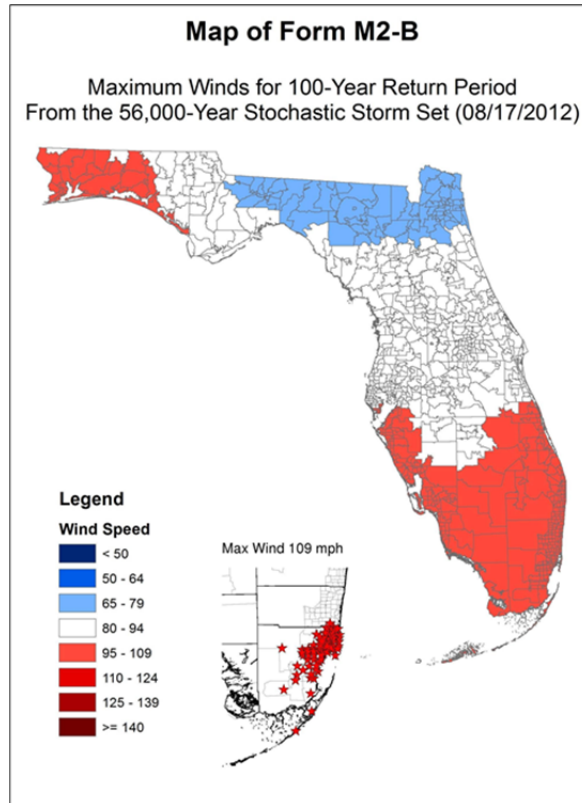 Map of Form M2-B
Maximum Winds for 100-Year Return Period
From the 56,000-Year Stochastic Storm Set (08/17/2012)
Legend
Wind Speed
< 50
50 - 64
65 - 79
80 - 94
95 - 109
110 - 124
125 - 139
>= 140
Max Wind 109 mph